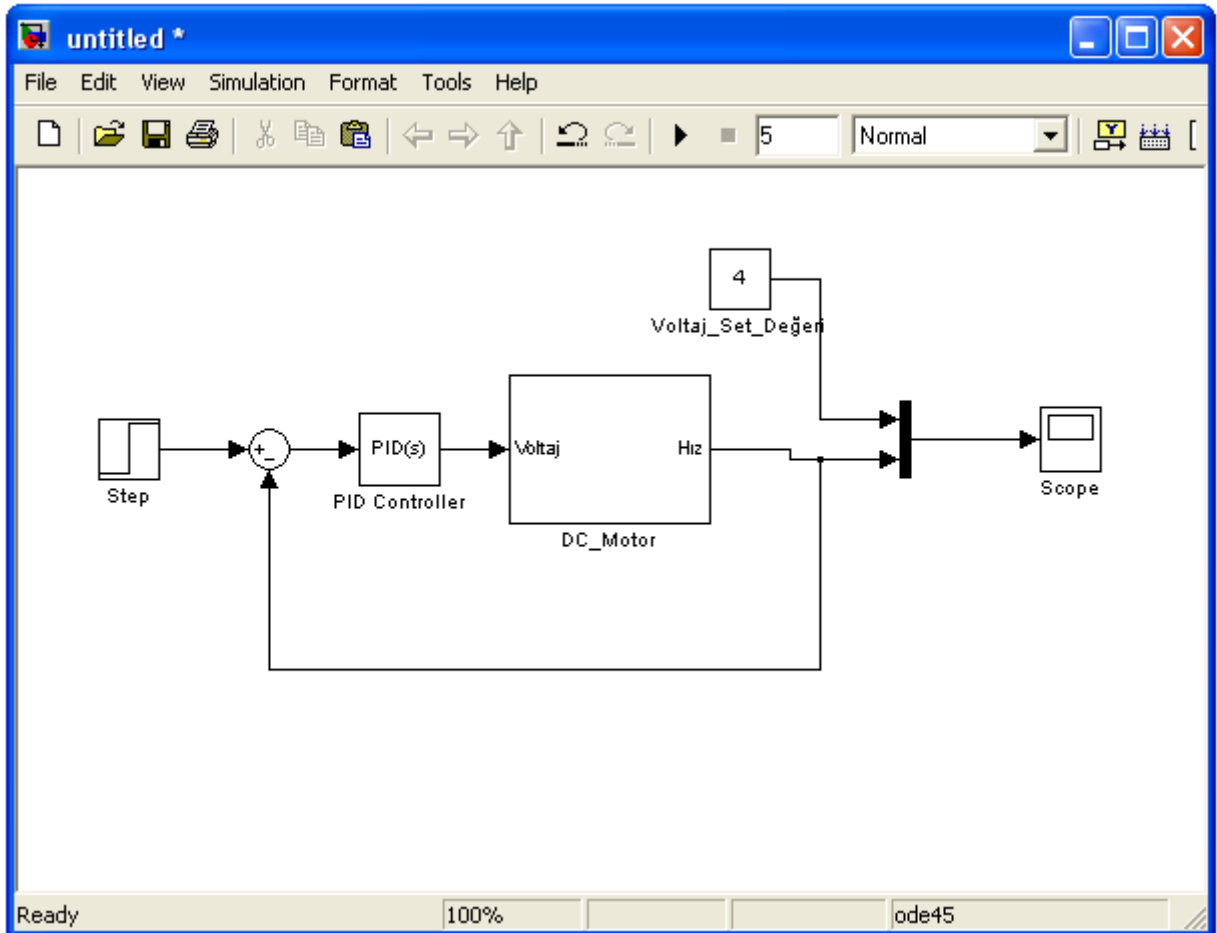 untitled *
File Edit View Simulation Format Tools Help
5 Normal
4
Voltaj_Set_Değeri
+
-
PID(s)
Voltaj
Hız
Step
PID Controller
DC_Motor
Scope
Ready 100% ode45